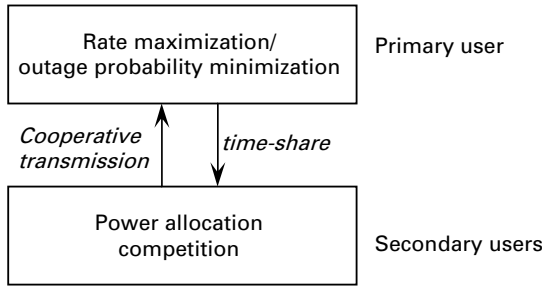 Rate maximization/
outage probability minimization
Primary user
Cooperative
transmission
time-share
Power allocation
competition
Secondary users